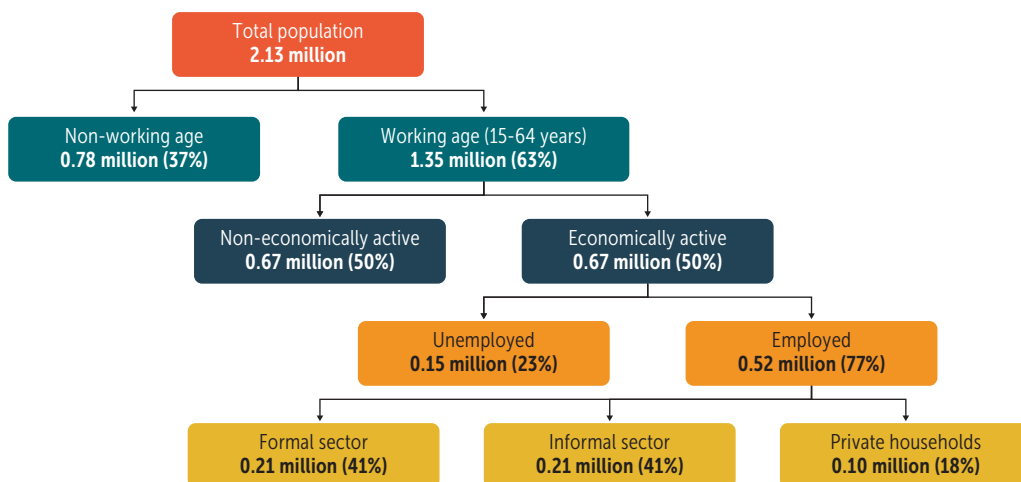 Total population
2.13 million
Non-working age
0.78 million (37%)
Working age (15-64 years)
1.35 million (63%)
Non-economically active
0.67 million (50%)
Economically active
0.67 million (50%)
Unemployed
0.15 million (23%)
Employed
0.52 million (77%)
Formal sector
0.21 million (41%)
Informal sector
0.21 million (41%)
Private households
0.10 million (18%)